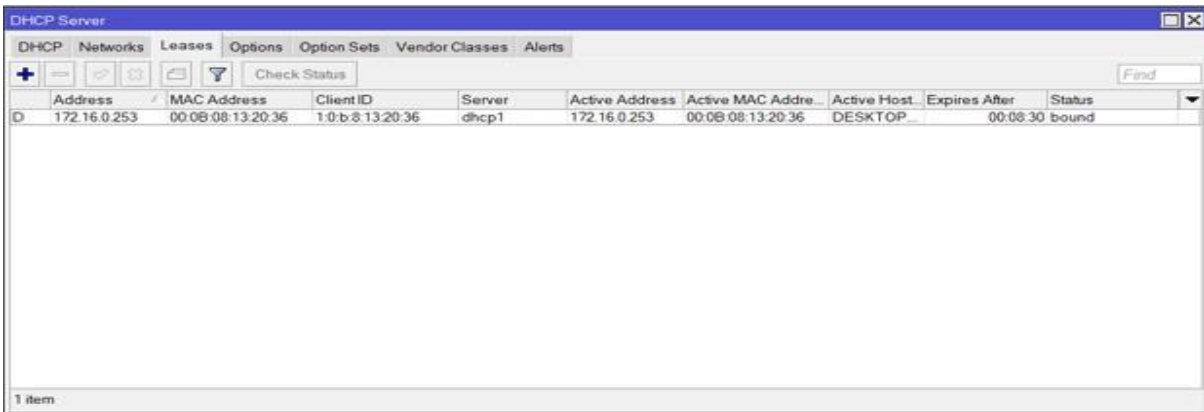 DHCP Server
DHCP Networks Leases Options Option Sets Vendor Classes Alerts
Check Status Find
Address MAC Address Client ID Server Active Address Active MAC Addre... Active Host... Expires After Status
D 172.16.0.253 00:0B:08:13:20:36 1:0:b:8:13:20:36 dhcp1 172.16.0.253 00:0B:08:13:20:36 DESKTOP... 00:08:30 bound
1 item